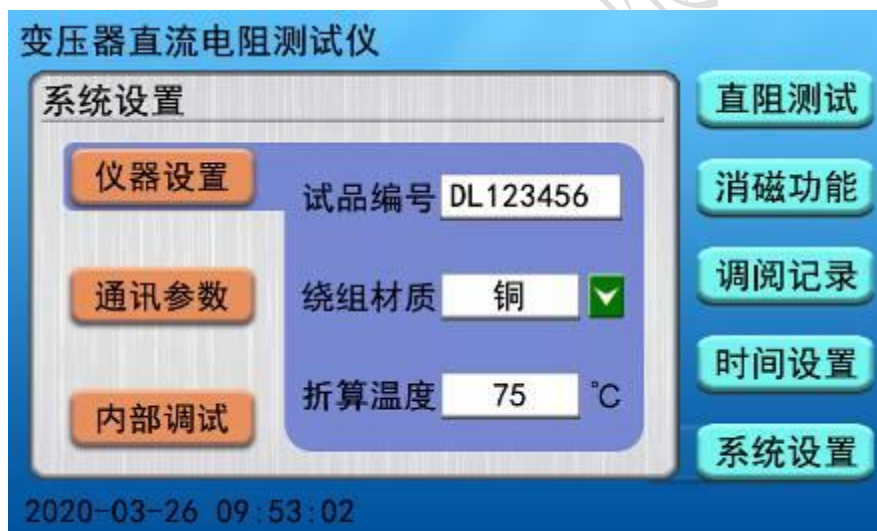 变压器直流电阻测试仪
系统设置
仪器设置
试品编号 DL123456
通讯参数
绕组材质 铜
内部调试
折算温度 75 ℃
直阻测试
消磁功能
调阅记录
时间设置
系统设置
2020-03-26 09:53:02